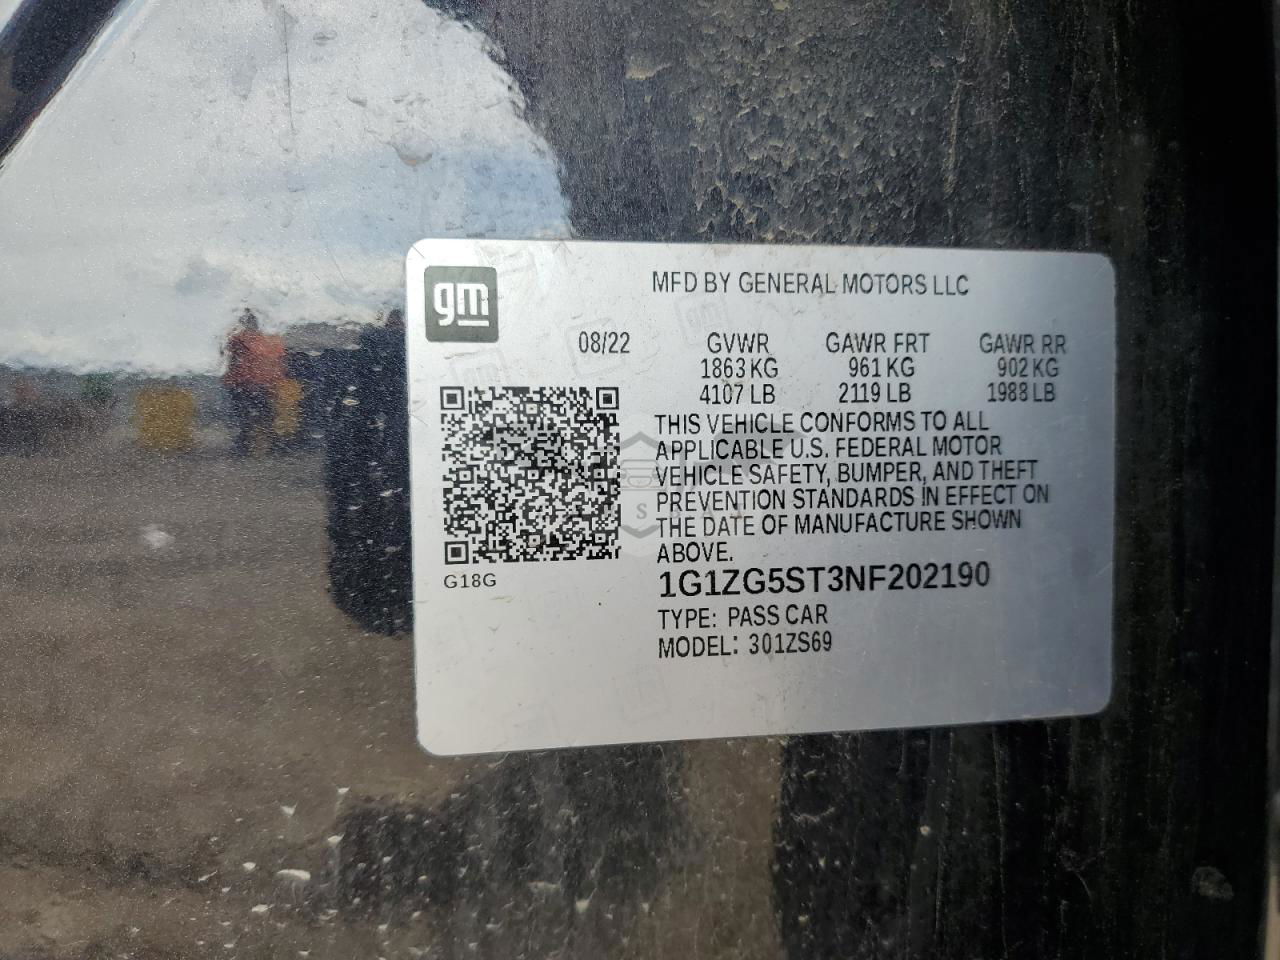 gm
MFD BY GENERAL MOTORS LLC
08/22 GVWR GAWR FRT GAWR RR
1863 KG 961 KG 902 KG
4107 LB 2119 LB 1988 LB
THIS VEHICLE CONFORMS TO ALL
APPLICABLE U.S. FEDERAL MOTOR
VEHICLE SAFETY, BUMPER, AND THEFT
PREVENTION STANDARDS IN EFFECT ON
THE DATE OF MANUFACTURE SHOWN
ABOVE.
G18G
1G1ZG5ST3NF202190
TYPE: PASS CAR
MODEL: 301ZS69